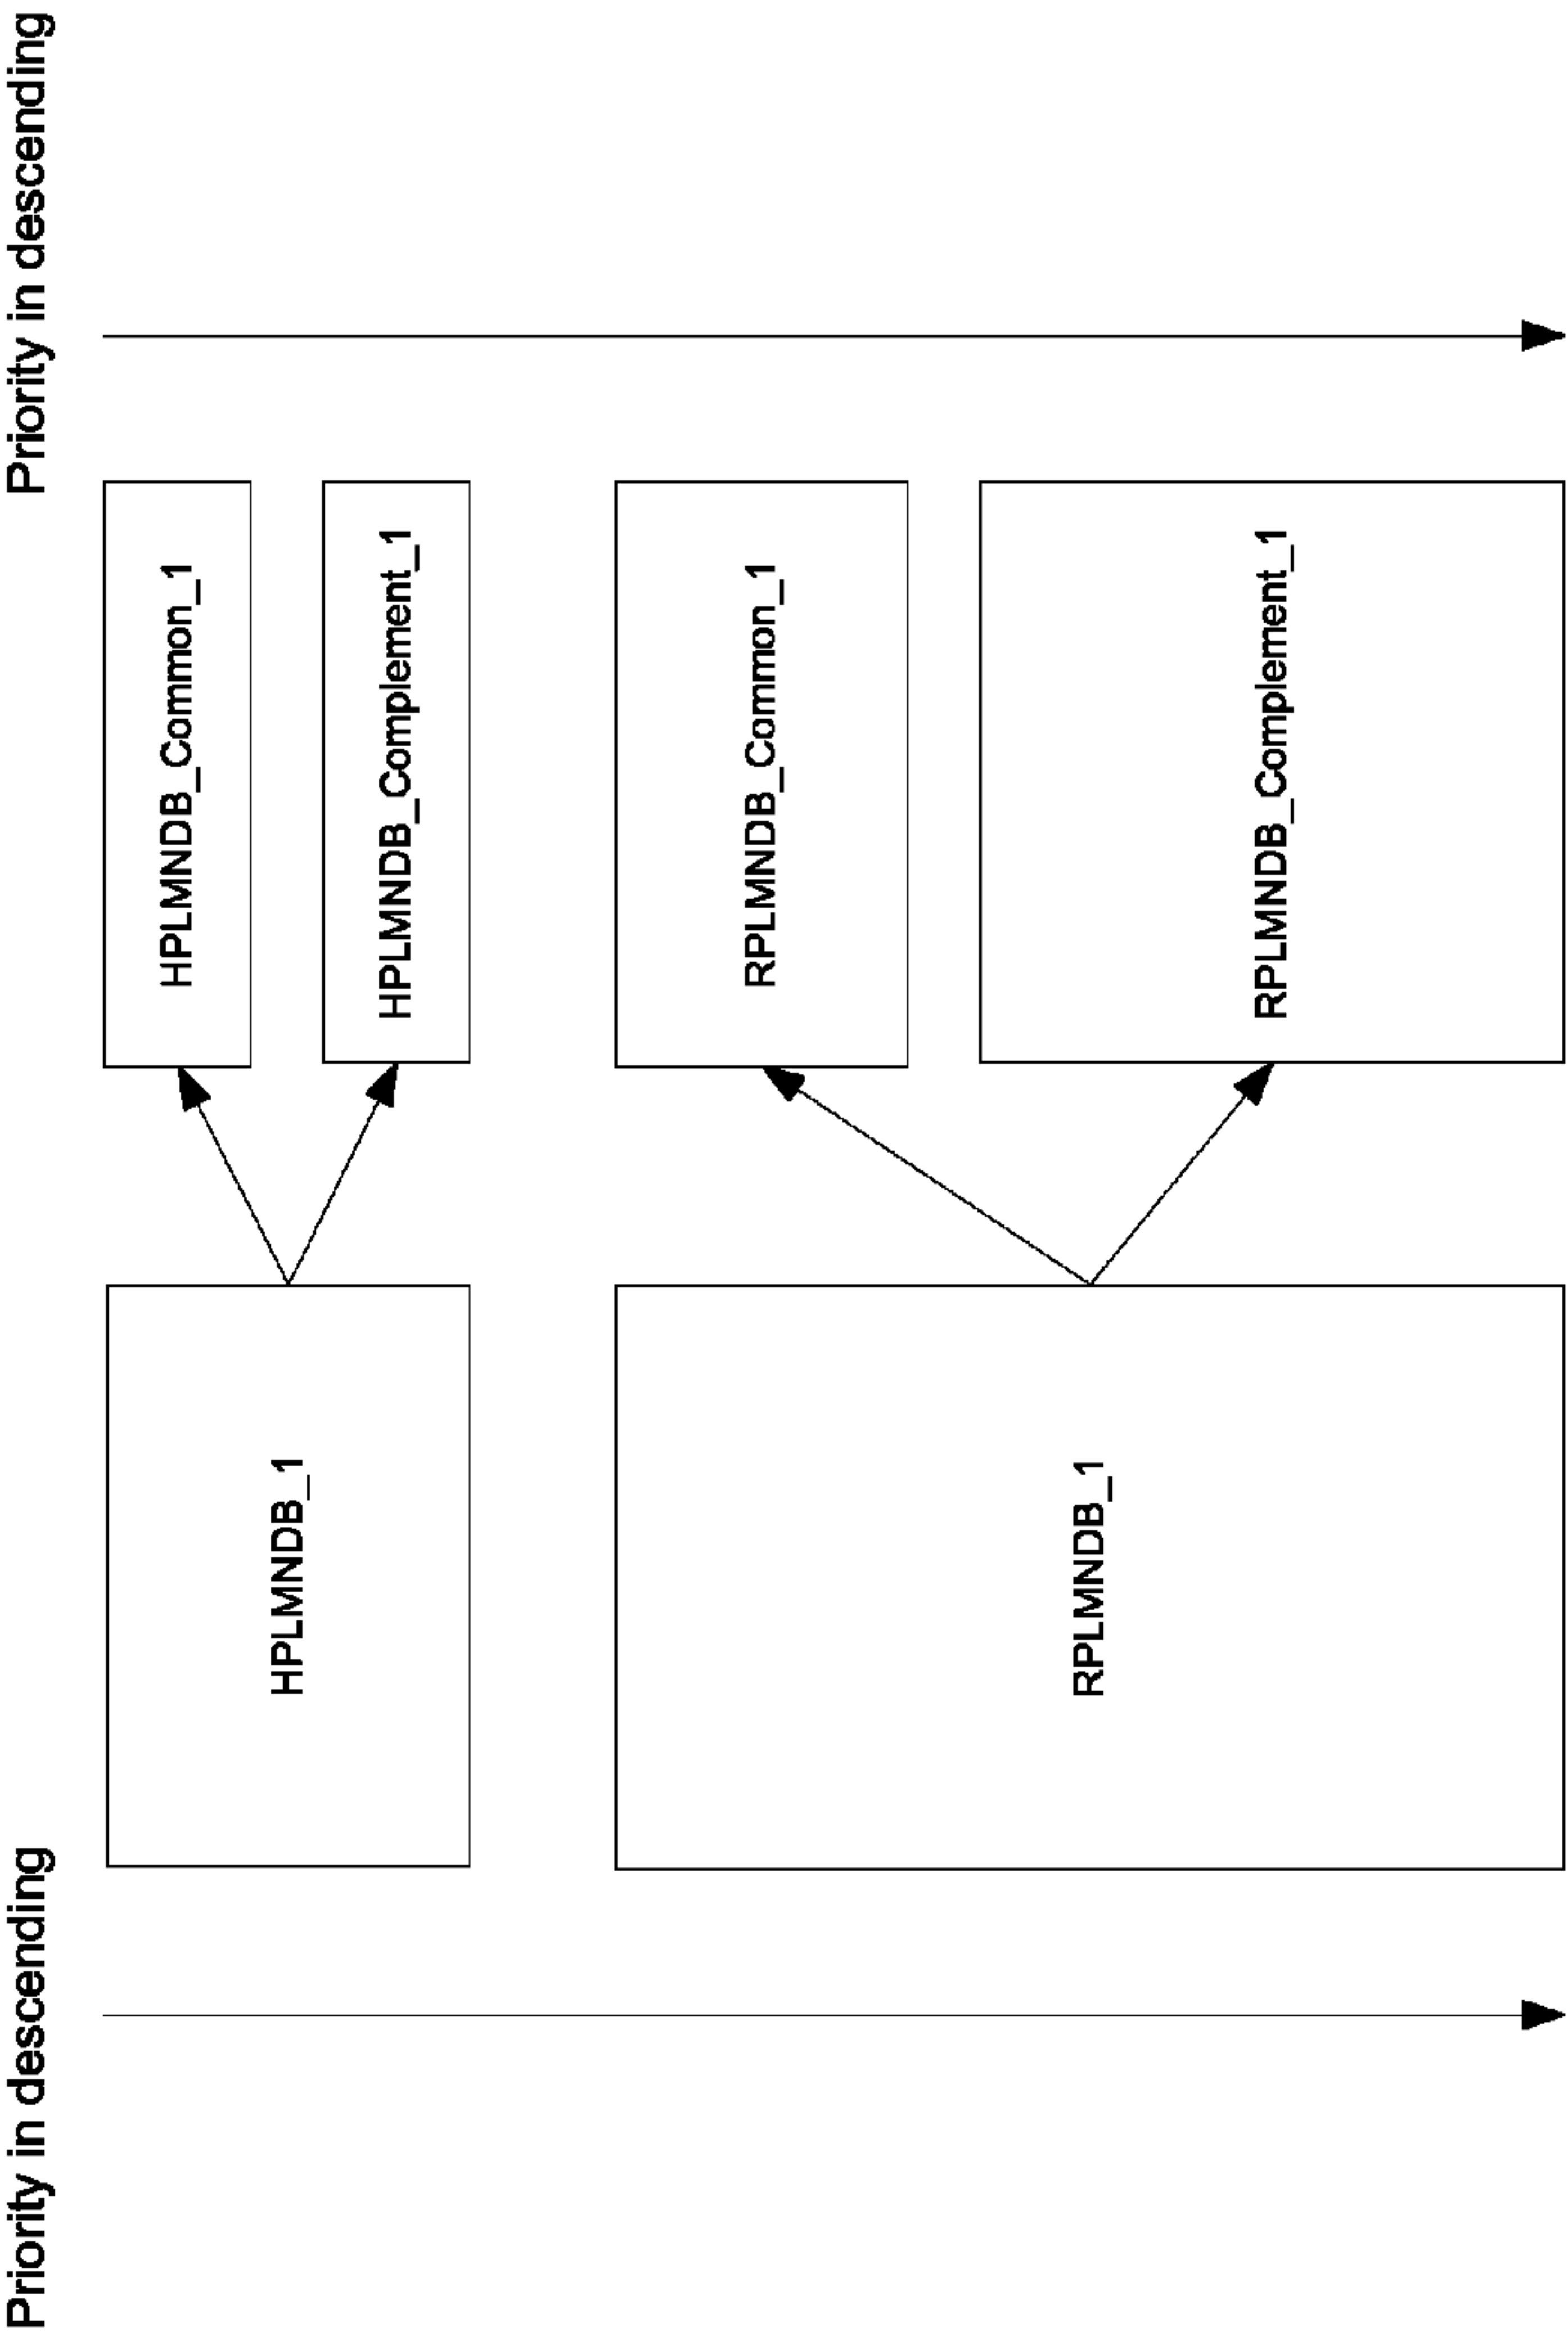 Priority in descending
Priority in descending
HPLMNDB_1
HPLMNDB_Common_1
HPLMNDB_Complement_1
RPLMNDB_1
RPLMNDB_Common_1
RPLMNDB_Complement_1